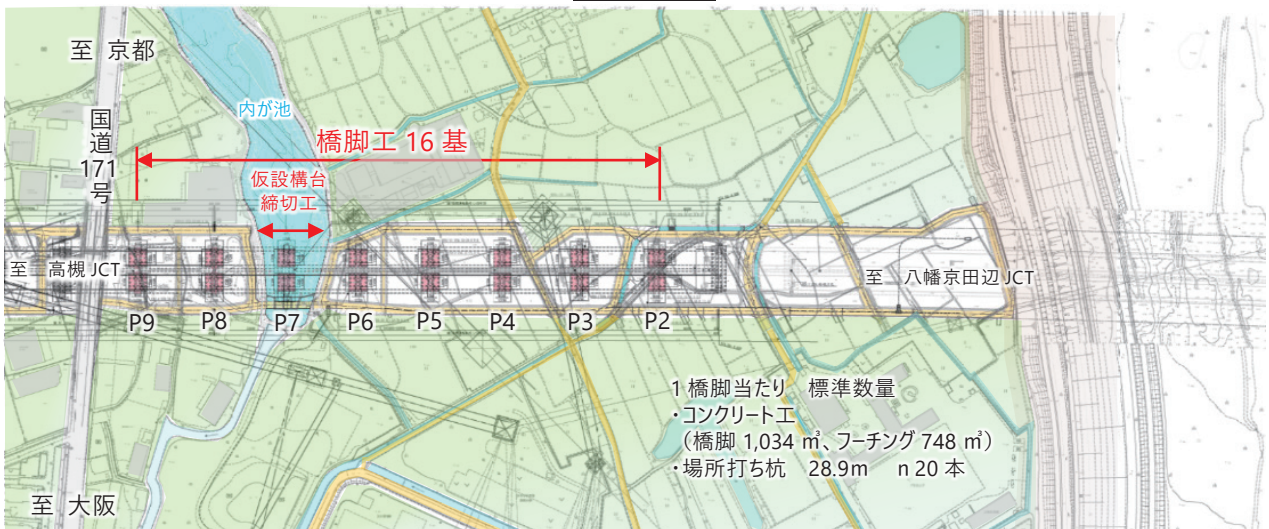 至 京都
内が池
国道171号
橋脚工 16 基
仮設構台
締切工
至 高槻 JCT
至 八幡京田辺 JCT
P9
P8
P7
P6
P5
P4
P3
P2
1 橋脚当たり 標準数量
・コンクリート工
（橋脚 1,034 ㎥、フーチング 748 ㎥）
・場所打ち杭 28.9m n 20 本
至 大阪